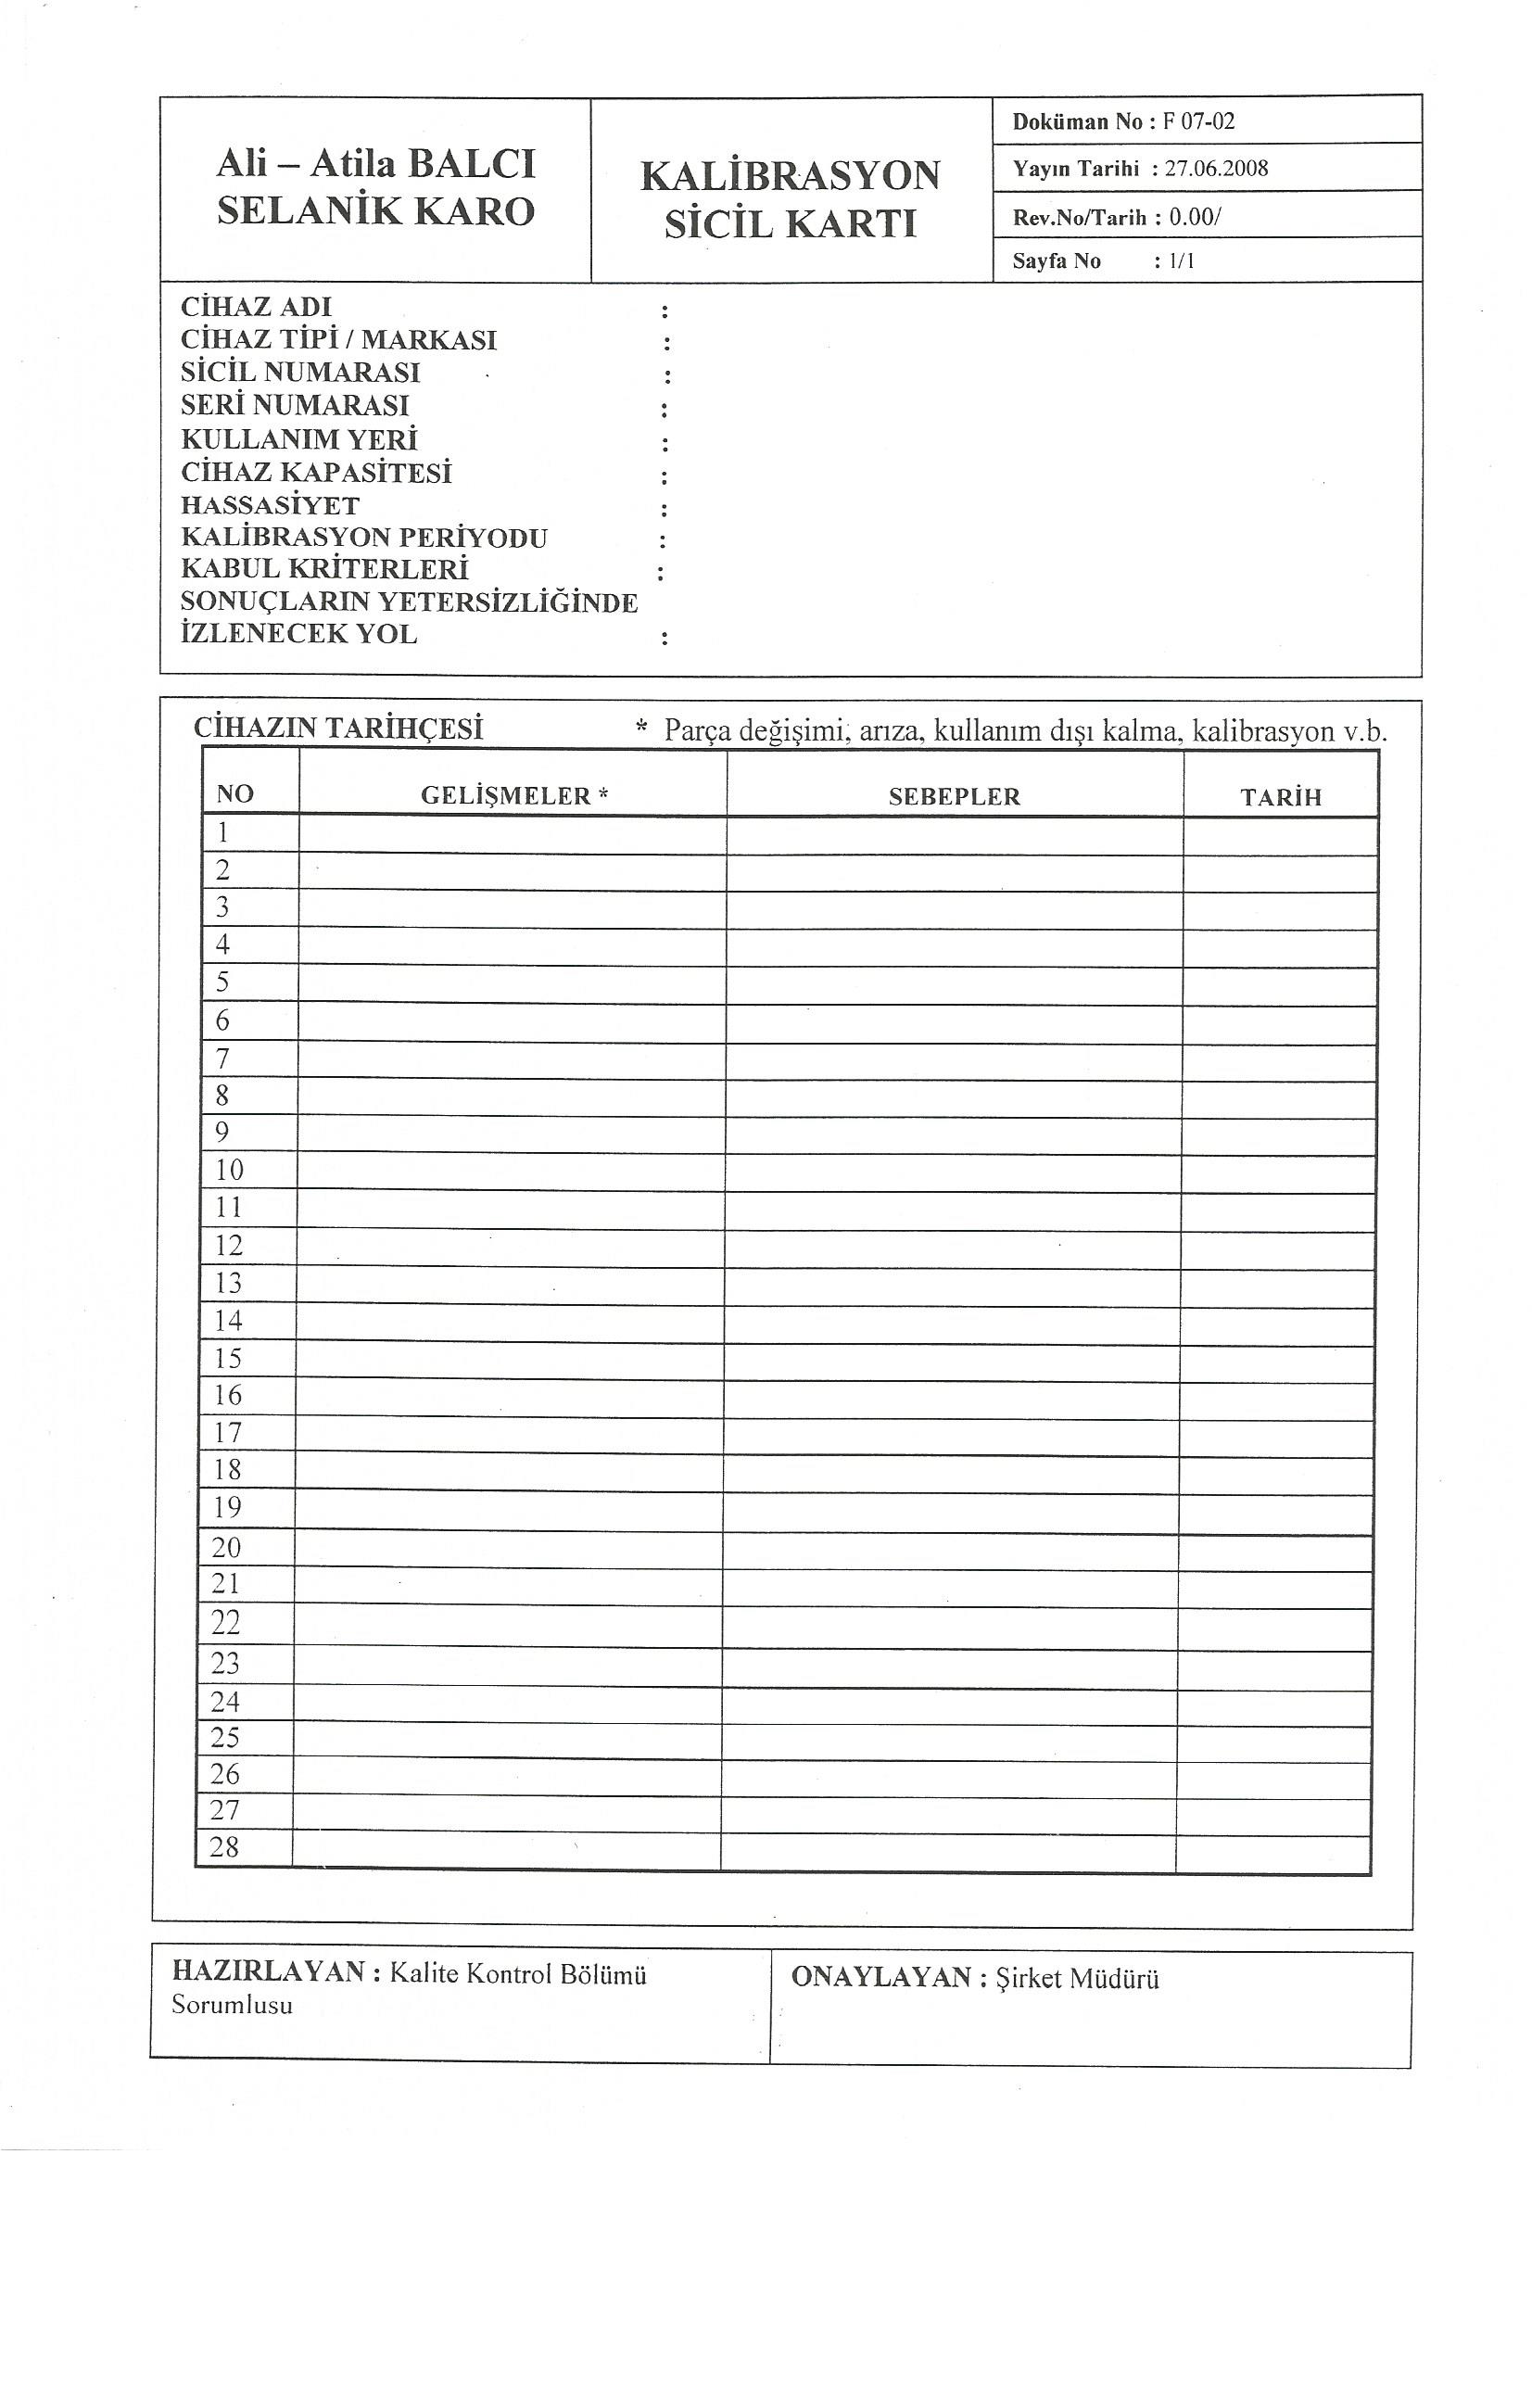 Ali – Atila BALCI
SELANİK KARO
KALİBRASYON
SİCİL KARTI
Doküman No : F 07-02
Yayın Tarihi : 27.06.2008
Rev.No/Tarih : 0.00/
Sayfa No : 1/1
CİHAZ ADI :
CİHAZ TİPİ / MARKASI :
SİCİL NUMARASI :
SERİ NUMARASI :
KULLANIM YERİ :
CİHAZ KAPASİTESİ :
HASSASİYET :
KALİBRASYON PERİYODU :
KABUL KRİTERLERİ :
SONUÇLARIN YETERSİZLİĞİNDE
İZLENECEK YOL :
CİHAZIN TARİHÇESİ * Parça değişimi, arıza, kullanım dışı kalma, kalibrasyon v.b.
NO GELİŞMELER * SEBEPLER TARİH
1
2
3
4
5
6
7
8
9
10
11
12
13
14
15
16
17
18
19
20
21
22
23
24
25
26
27
28
HAZIRLAYAN : Kalite Kontrol Bölümü
Sorumlusu
ONAYLAYAN : Şirket Müdürü